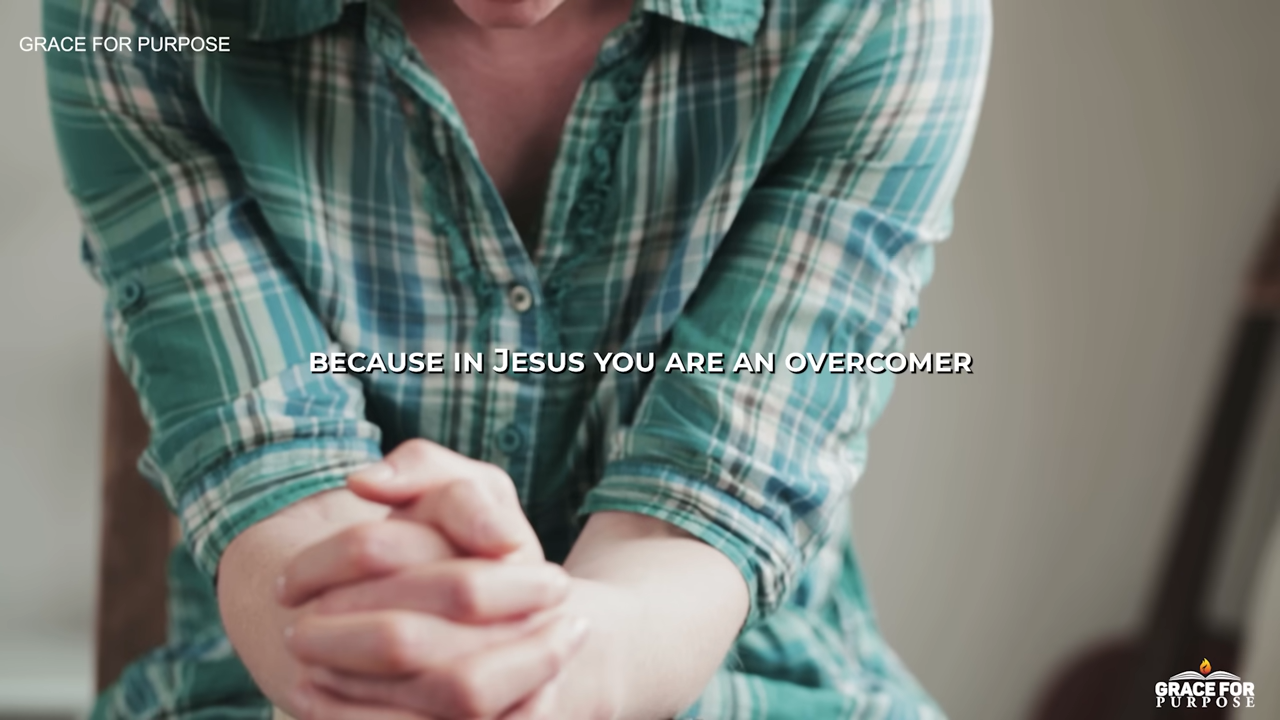 GRACE FOR PURPOSE
BECAUSE IN JESUS YOU ARE AN OVERCOMER
GRACE FOR
PURPOSE